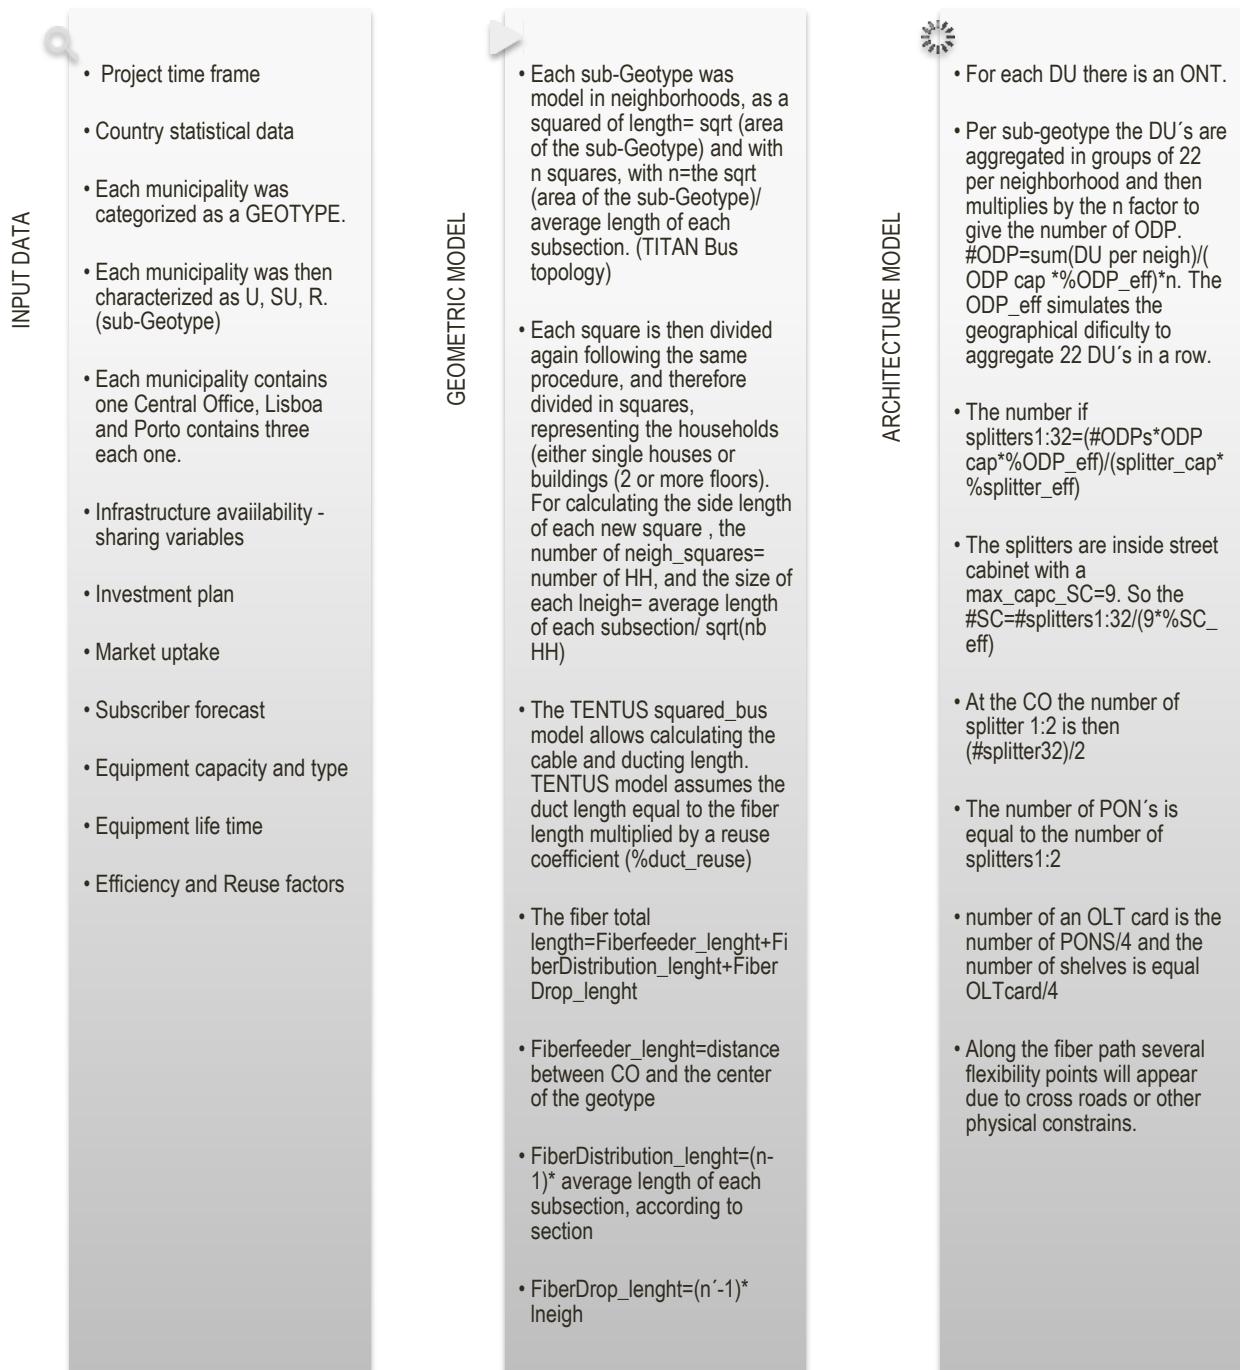 INPUT DATA
• Project time frame
• Country statistical data
• Each municipality was
categorized as a GEOTYPE.
• Each municipality was then
characterized as U, SU, R.
(sub-Geotype)
• Each municipality contains
one Central Office, Lisboa
and Porto contains three
each one.
• Infrastructure avaiilability -
sharing variables
• Investment plan
• Market uptake
• Subscriber forecast
• Equipment capacity and type
• Equipment life time
• Efficiency and Reuse factors
GEOMETRIC MODEL
• Each sub-Geotype was
model in neighborhoods, as a
squared of length= sqrt (area
of the sub-Geotype) and with
n squares, with n=the sqrt
(area of the sub-Geotype)/
average length of each
subsection. (TITAN Bus
topology)
• Each square is then divided
again following the same
procedure, and therefore
divided in squares,
representing the households
(either single houses or
buildings (2 or more floors).
For calculating the side length
of each new square , the
number of neigh_squares=
number of HH, and the size of
each lneigh= average length
of each subsection/ sqrt(nb
HH)
• The TENTUS squared_bus
model allows calculating the
cable and ducting length.
TENTUS model assumes the
duct length equal to the fiber
length multiplied by a reuse
coefficient (%duct_reuse)
• The fiber total
length=Fiberfeeder_lenght+Fi
berDistribution_lenght+Fiber
Drop_lenght
• Fiberfeeder_lenght=distance
between CO and the center
of the geotype
• FiberDistribution_lenght=(n-
1)* average length of each
subsection, according to
section
• FiberDrop_lenght=(n´-1)*
lneigh
ARCHITECTURE MODEL
• For each DU there is an ONT.
• Per sub-geotype the DU´s are
aggregated in groups of 22
per neighborhood and then
multiplies by the n factor to
give the number of ODP.
#ODP=sum(DU per neigh)/(
ODP cap *%ODP_eff)*n. The
ODP_eff simulates the
geographical dificulty to
aggregate 22 DU´s in a row.
• The number if
splitters1:32=(#ODPs*ODP
cap*%ODP_eff)/(splitter_cap*
%splitter_eff)
• The splitters are inside street
cabinet with a
max_capc_SC=9. So the
#SC=#splitters1:32/(9*%SC_
eff)
• At the CO the number of
splitter 1:2 is then
(#splitter32)/2
• The number of PON´s is
equal to the number of
splitters1:2
• number of an OLT card is the
number of PONS/4 and the
number of shelves is equal
OLTcard/4
• Along the fiber path several
flexibility points will appear
due to cross roads or other
physical constrains.